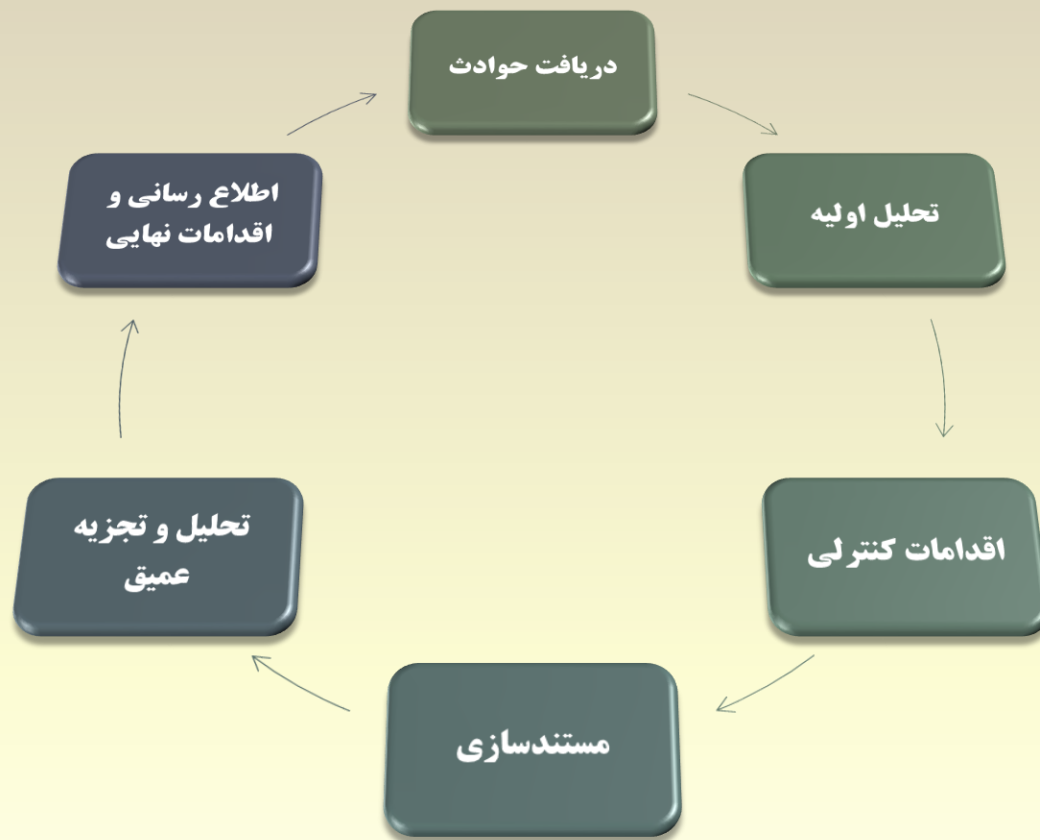 دریافت حوادث
تحلیل اولیه
اقدامات کنترلی
مستندسازی
تحلیل و تجزیه
عمیق
اطلاع رسانی و
اقدامات نهایی